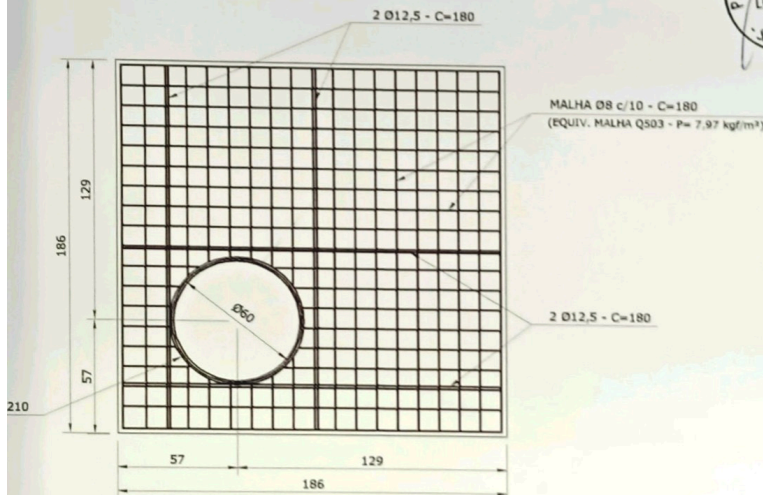 2 Ø12,5 - C=180
MALHA Ø8 c/10 - C=180
(EQUIV. MALHA Q503 - P= 7,97 kgf/m³)
129
186
Ø60
2 Ø12,5 - C=180
57
210
57
129
186